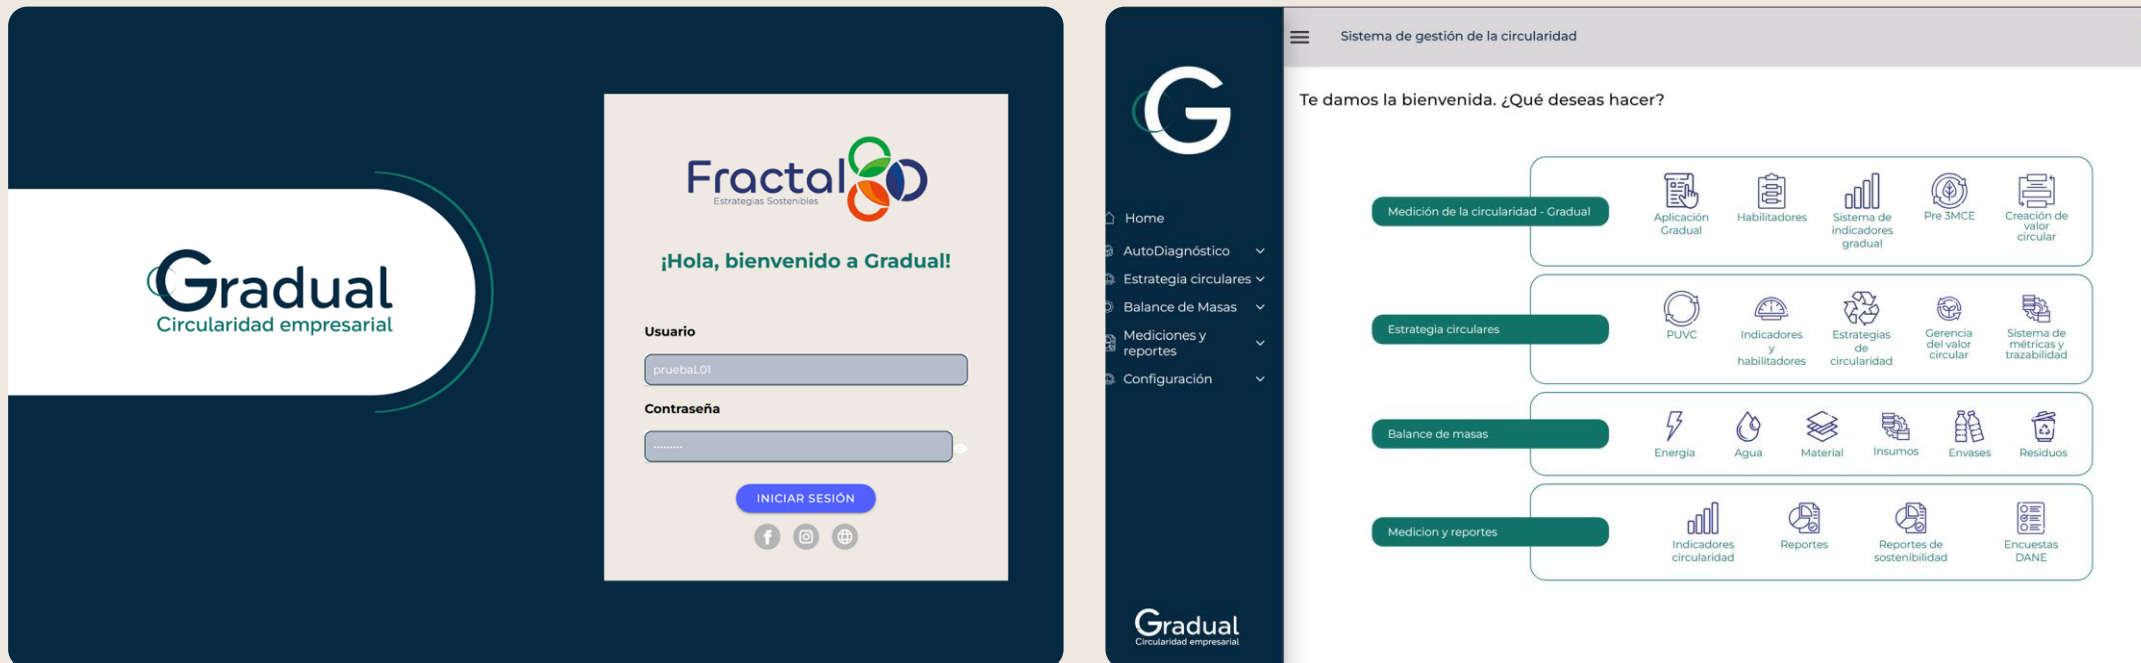 Gradual
Circularidad empresarial
Fractal
Estrategias Sostenibles
¡Hola, bienvenido a Gradual!
Usuario
pruebaL01
Contraseña
.........
INICIAR SESIÓN
G
Home
AutoDiagnóstico
Estrategia circulares
Balance de Masas
Mediciones y
reportes
Configuración
Gradual
Circularidad empresarial
Sistema de gestión de la circularidad
Te damos la bienvenida. ¿Qué deseas hacer?
Medición de la circularidad - Gradual
Aplicación
Gradual
Habilitadores
Sistema de
indicadores
gradual
Pre 3MCE
Creación de
valor
circular
Estrategia circulares
PUVC
Indicadores
y
habilitadores
Estrategias
de
circularidad
Gerencia
del valor
circular
Sistema de
métricas y
trazabilidad
Balance de masas
Energía
Agua
Material
Insumos
Envases
Residuos
Medicion y reportes
Indicadores
circularidad
Reportes
Reportes de
sostenibilidad
Encuestas
DANE